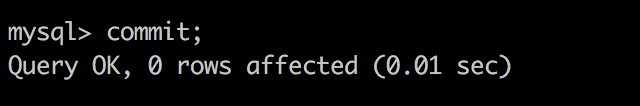 mysql> commit;
Query OK, 0 rows affected (0.01 sec)